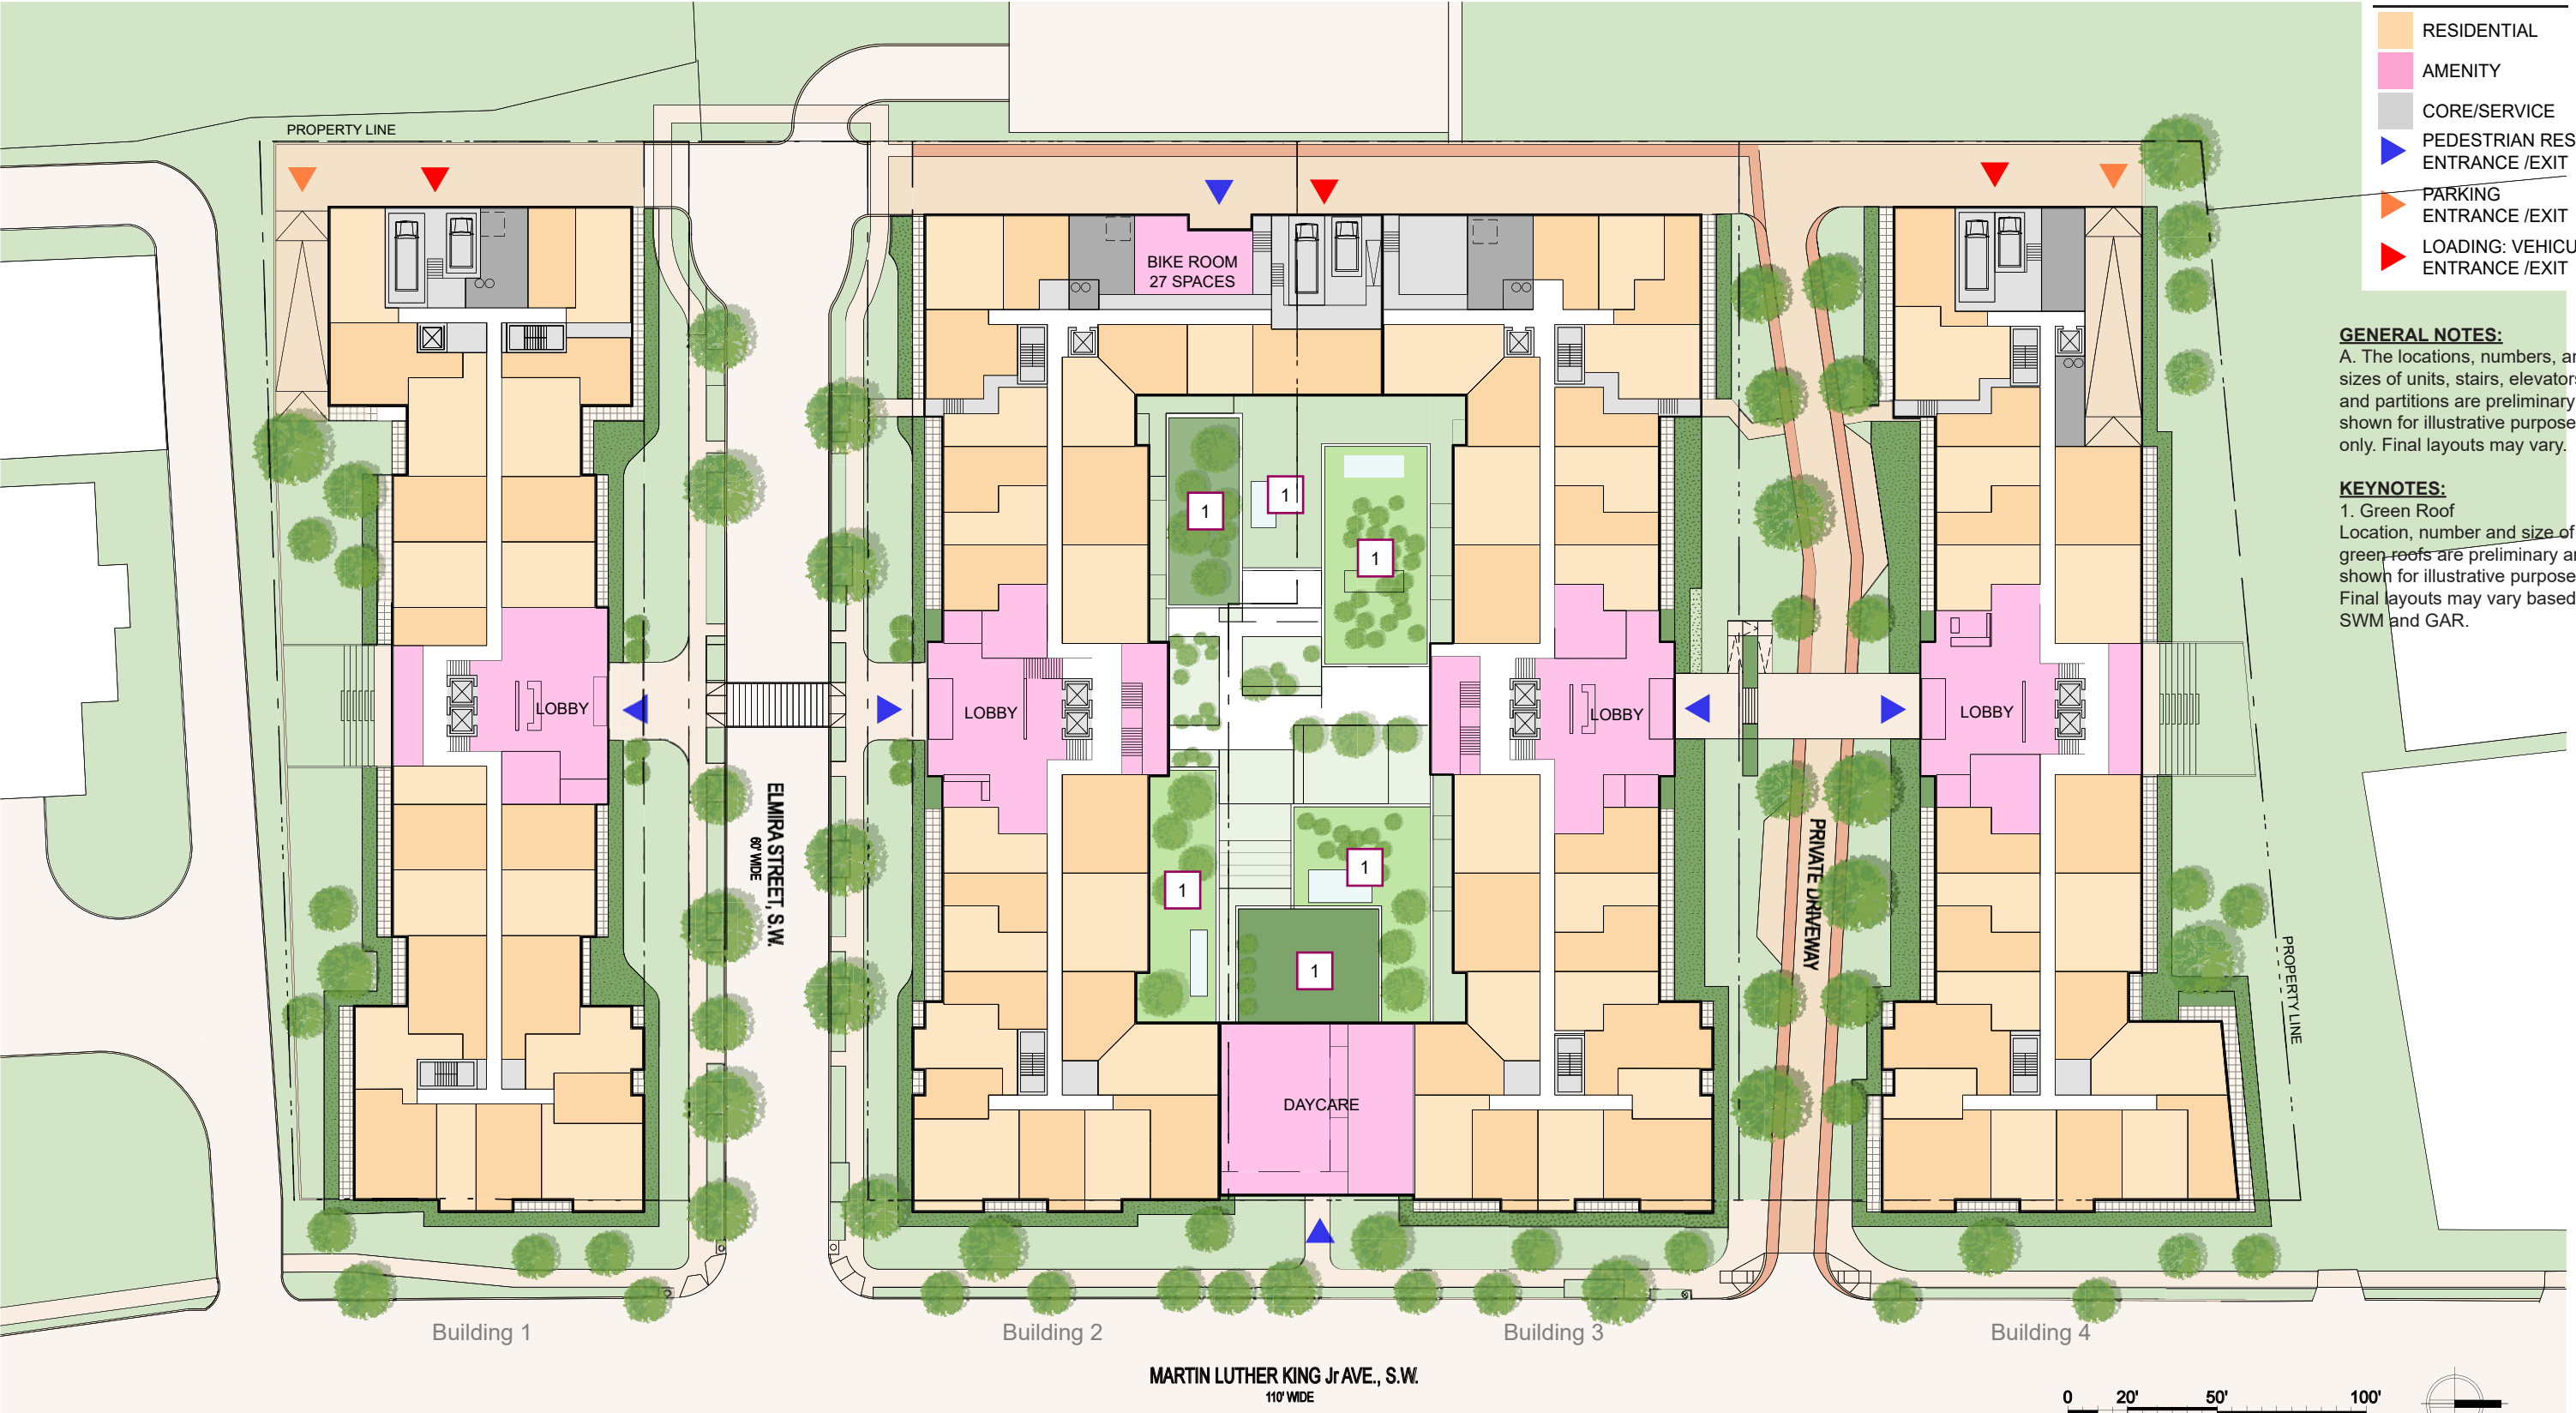 RESIDENTIAL
AMENITY
CORE/SERVICE
PEDESTRIAN RES
ENTRANCE /EXIT
PARKING
ENTRANCE /EXIT
LOADING: VEHICU
ENTRANCE /EXIT
GENERAL NOTES:
A. The locations, numbers, an
sizes of units, stairs, elevators
and partitions are preliminary
shown for illustrative purpose
only. Final layouts may vary.
KEYNOTES:
1. Green Roof
Location, number and size of
green roofs are preliminary an
shown for illustrative purpose
Final layouts may vary based
SWM and GAR.
PROPERTY LINE
BIKE ROOM
27 SPACES
1
1
1
LOBBY
LOBBY
LOBBY
LOBBY
ELMIRA STREET, S.W.
60' WIDE
PRIVATE DRIVEWAY
1
1
1
PROPERTY LINE
DAYCARE
Building 1
Building 2
Building 3
Building 4
MARTIN LUTHER KING Jr AVE., S.W.
110' WIDE
0 20' 50' 100'